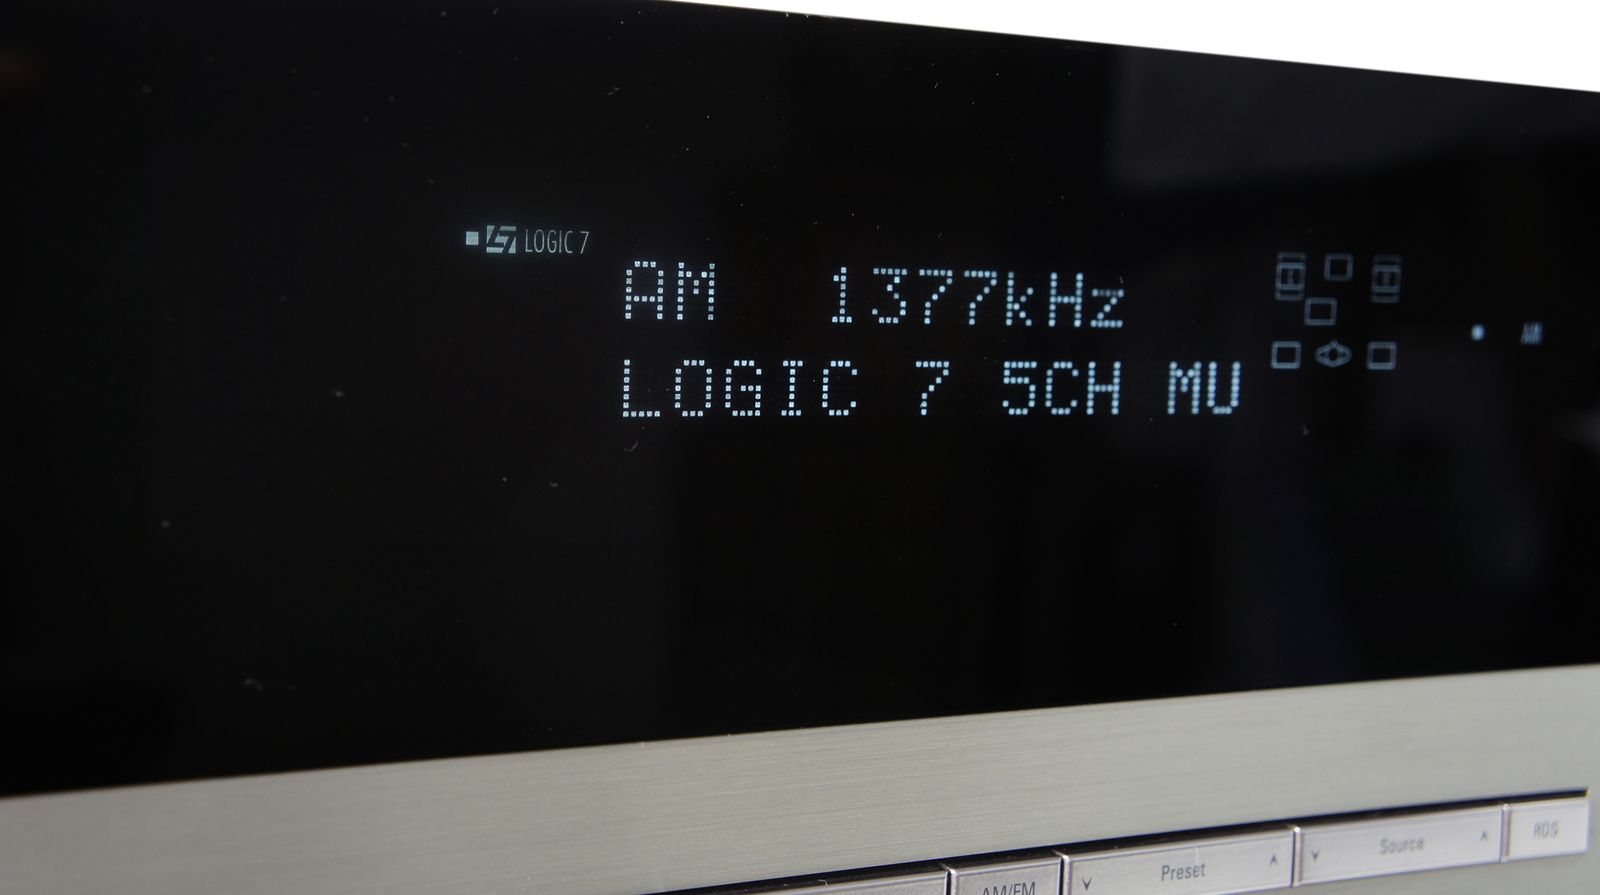 LOGIC 7
AM 1377kHz
LOGIC 7 5CH MU
AM/FM
Preset
Source
RDS